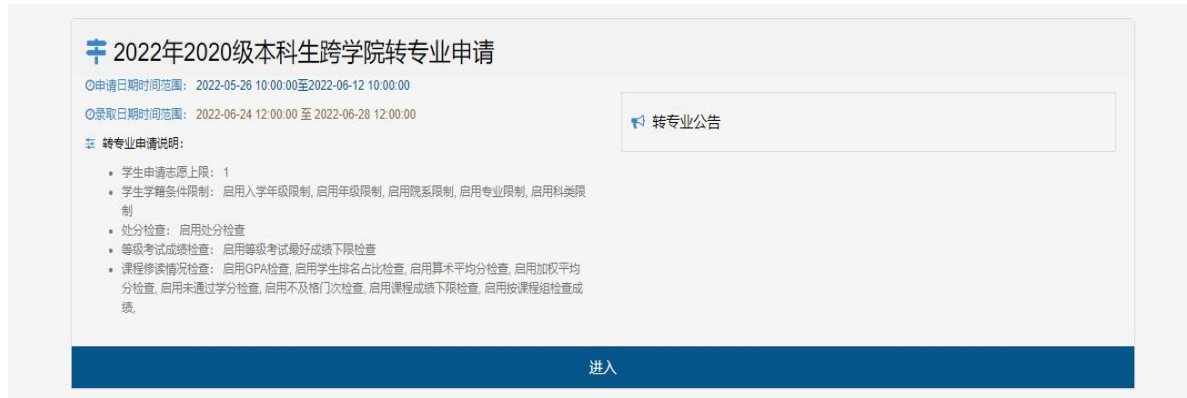 2022年2020级本科生跨学院转专业申请
申请日期时间范围： 2022-05-26 10:00:00至2022-06-12 10:00:00
录取日期时间范围： 2022-06-24 12:00:00 至 2022-06-28 12:00:00
转专业公告
转专业申请说明：
学生申请志愿上限： 1
学生学籍条件限制： 启用入学年级限制, 启用年级限制, 启用院系限制, 启用专业限制, 启用科类限
制
处分检查： 启用处分检查
等级考试成绩检查： 启用等级考试最好成绩下限检查
课程修读情况检查： 启用GPA检查, 启用学生排名占比检查, 启用算术平均分检查, 启用加权平均
分检查, 启用未通过学分检查, 启用不及格门次检查, 启用课程成绩下限检查, 启用按课程组检查成
绩,
进入